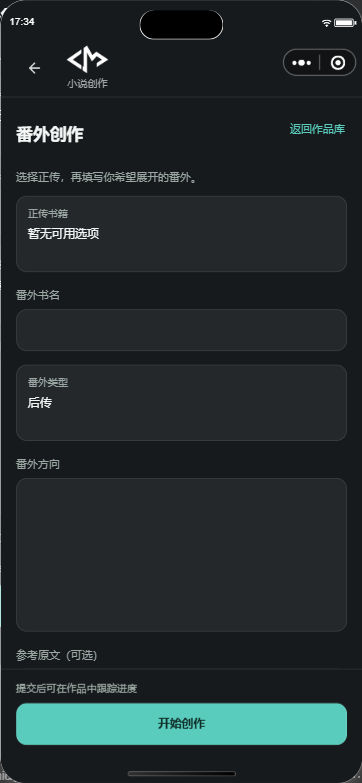 17:34
小说创作
番外创作
返回作品库
选择正传，再填写你希望展开的番外。
正传书籍
暂无可用选项
番外书名
番外类型
后传
番外方向
参考原文（可选）
提交后可在作品中跟踪进度
开始创作